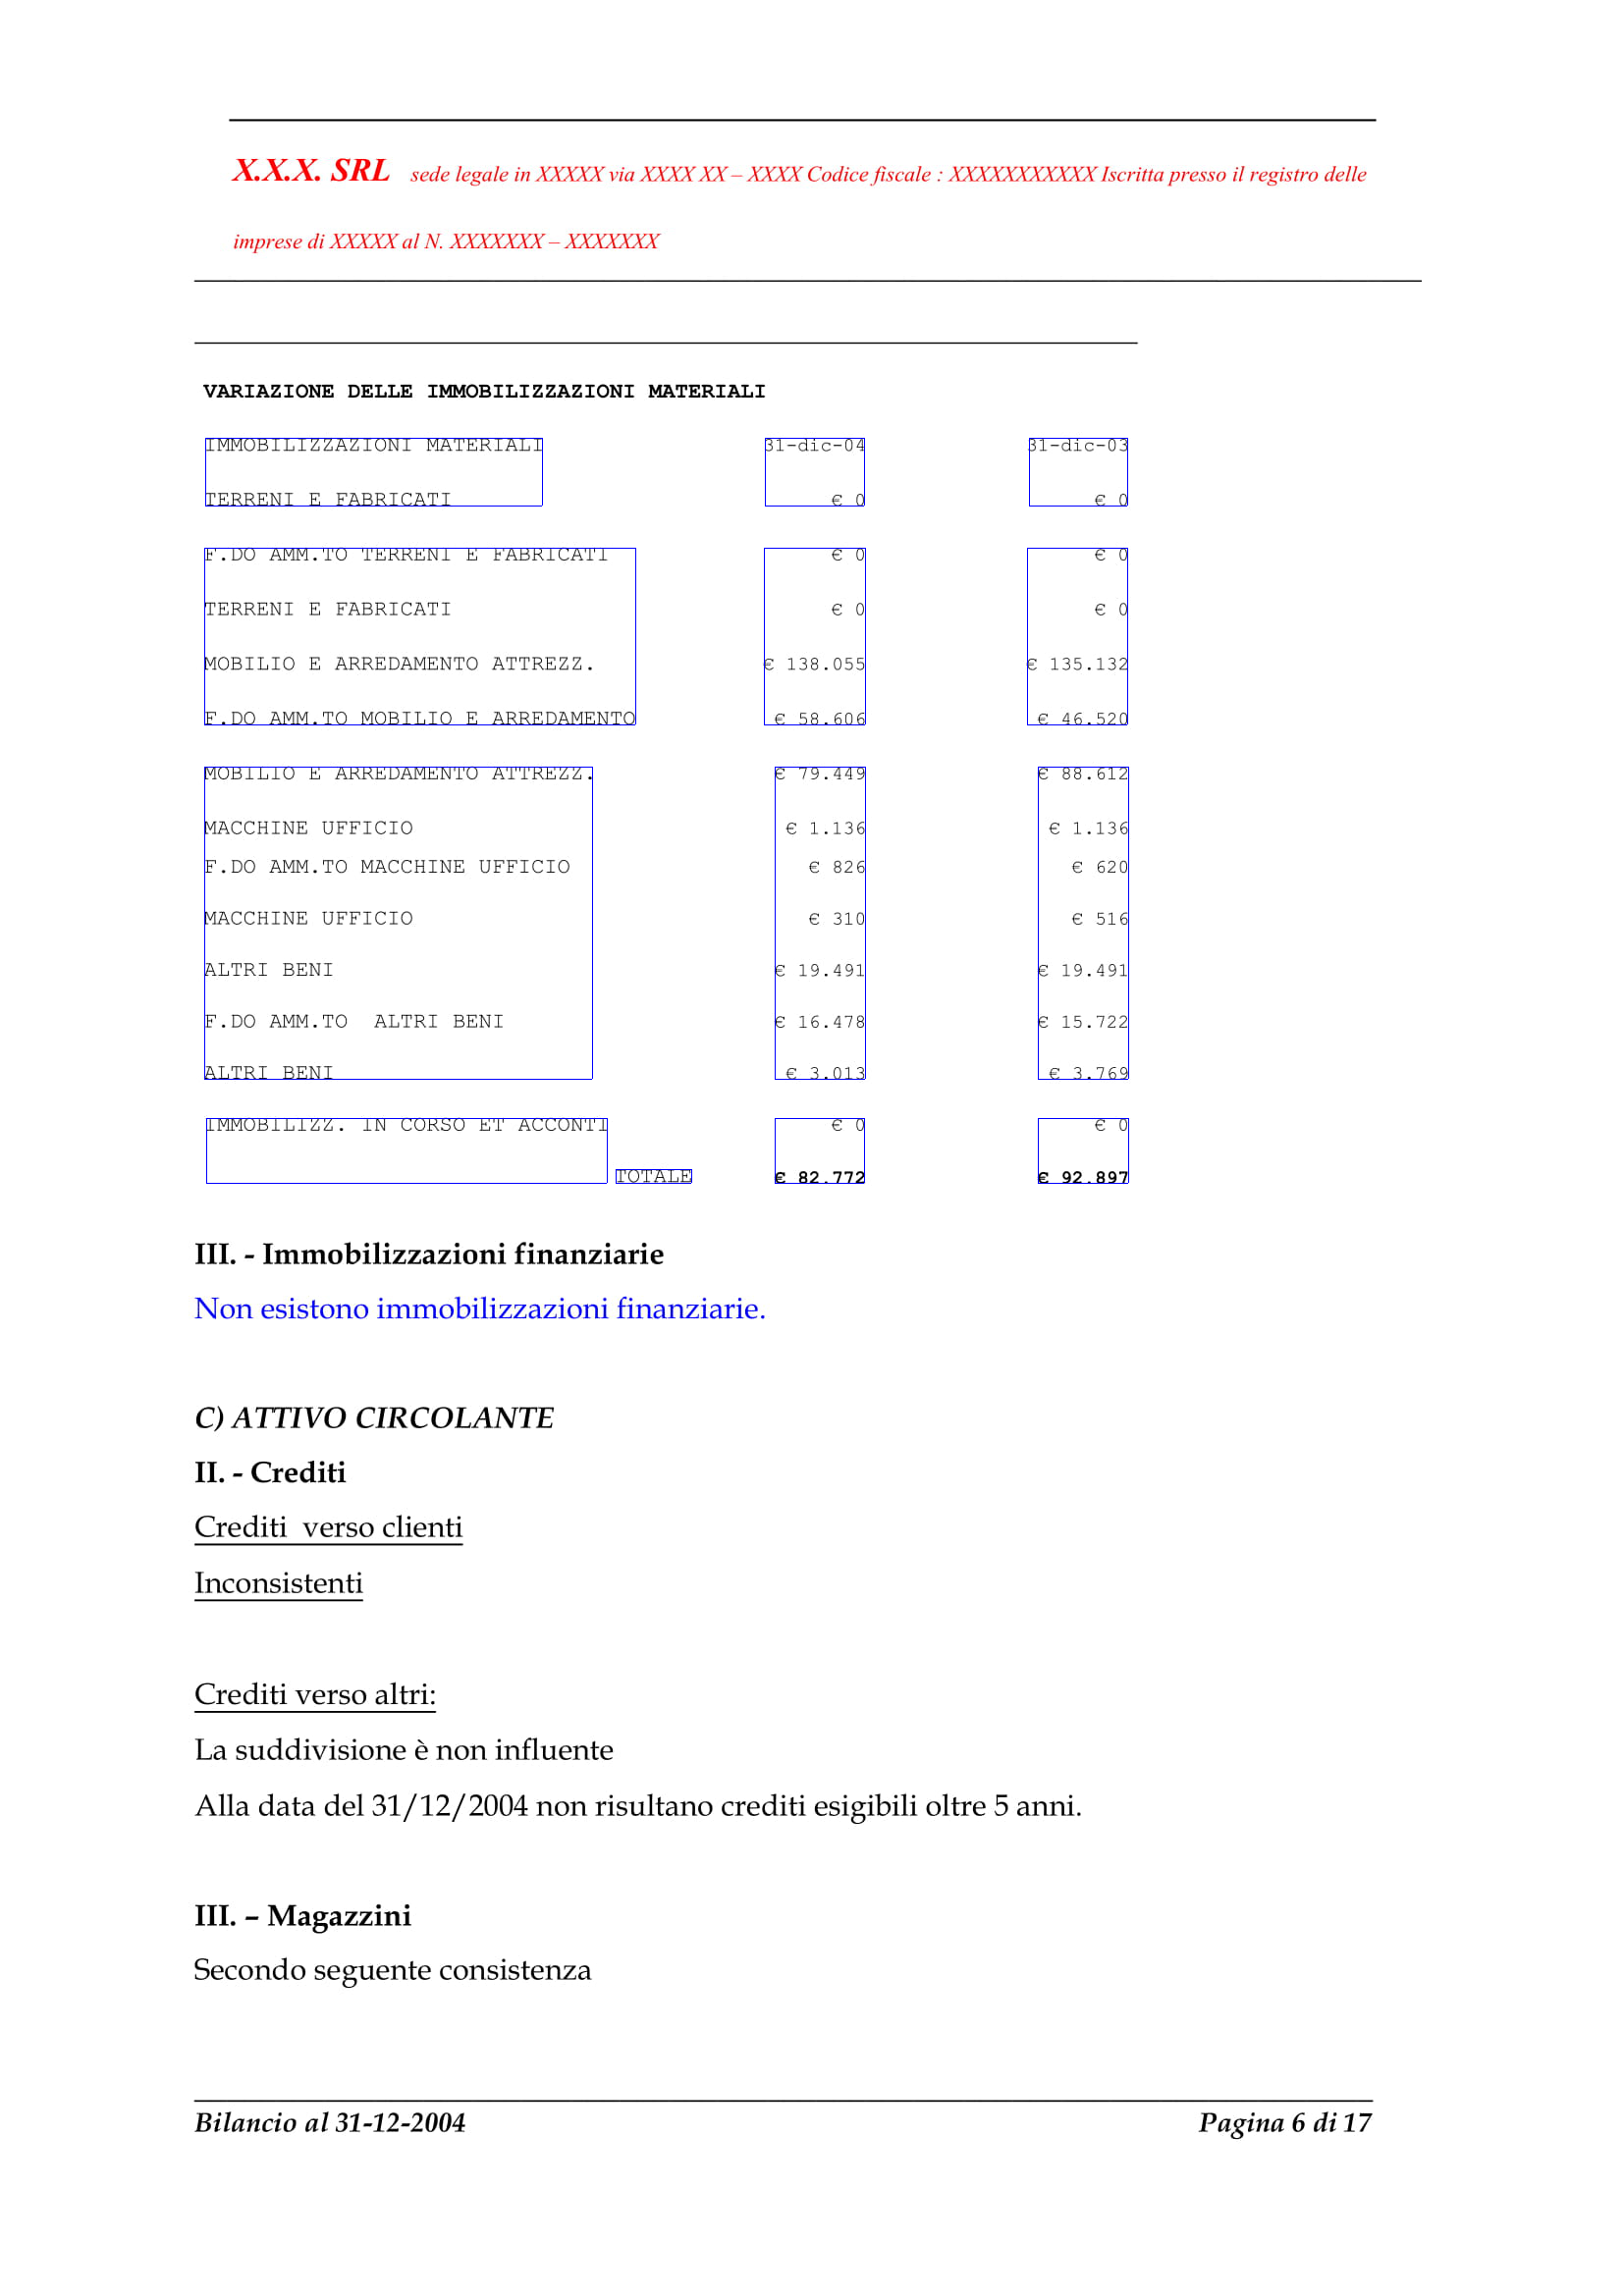 X.X.X. SRL sede legale in XXXXX via XXXX XX – XXXX Codice fiscale : XXXXXXXXXXX Iscritta presso il registro delle
imprese di XXXXX al N. XXXXXXX – XXXXXXX
VARIAZIONE DELLE IMMOBILIZZAZIONI MATERIALI
IMMOBILIZZAZIONI MATERIALI 31-dic-04 31-dic-03
TERRENI E FABRICATI € 0 € 0
F.DO AMM.TO TERRENI E FABRICATI € 0 € 0
TERRENI E FABRICATI € 0 € 0
MOBILIO E ARREDAMENTO ATTREZZ. € 138.055 € 135.132
F.DO AMM.TO MOBILIO E ARREDAMENTO € 58.606 € 46.520
MOBILIO E ARREDAMENTO ATTREZZ. € 79.449 € 88.612
MACCHINE UFFICIO € 1.136 € 1.136
F.DO AMM.TO MACCHINE UFFICIO € 826 € 620
MACCHINE UFFICIO € 310 € 516
ALTRI BENI € 19.491 € 19.491
F.DO AMM.TO ALTRI BENI € 16.478 € 15.722
ALTRI BENI € 3.013 € 3.769
IMMOBILIZZ. IN CORSO ET ACCONTI € 0 € 0
TOTALE € 82.772 € 92.897
III. - Immobilizzazioni finanziarie
Non esistono immobilizzazioni finanziarie.
C) ATTIVO CIRCOLANTE
II. - Crediti
Crediti verso clienti
Inconsistenti
Crediti verso altri:
La suddivisione è non influente
Alla data del 31/12/2004 non risultano crediti esigibili oltre 5 anni.
III. – Magazzini
Secondo seguente consistenza
Bilancio al 31-12-2004 Pagina 6 di 17